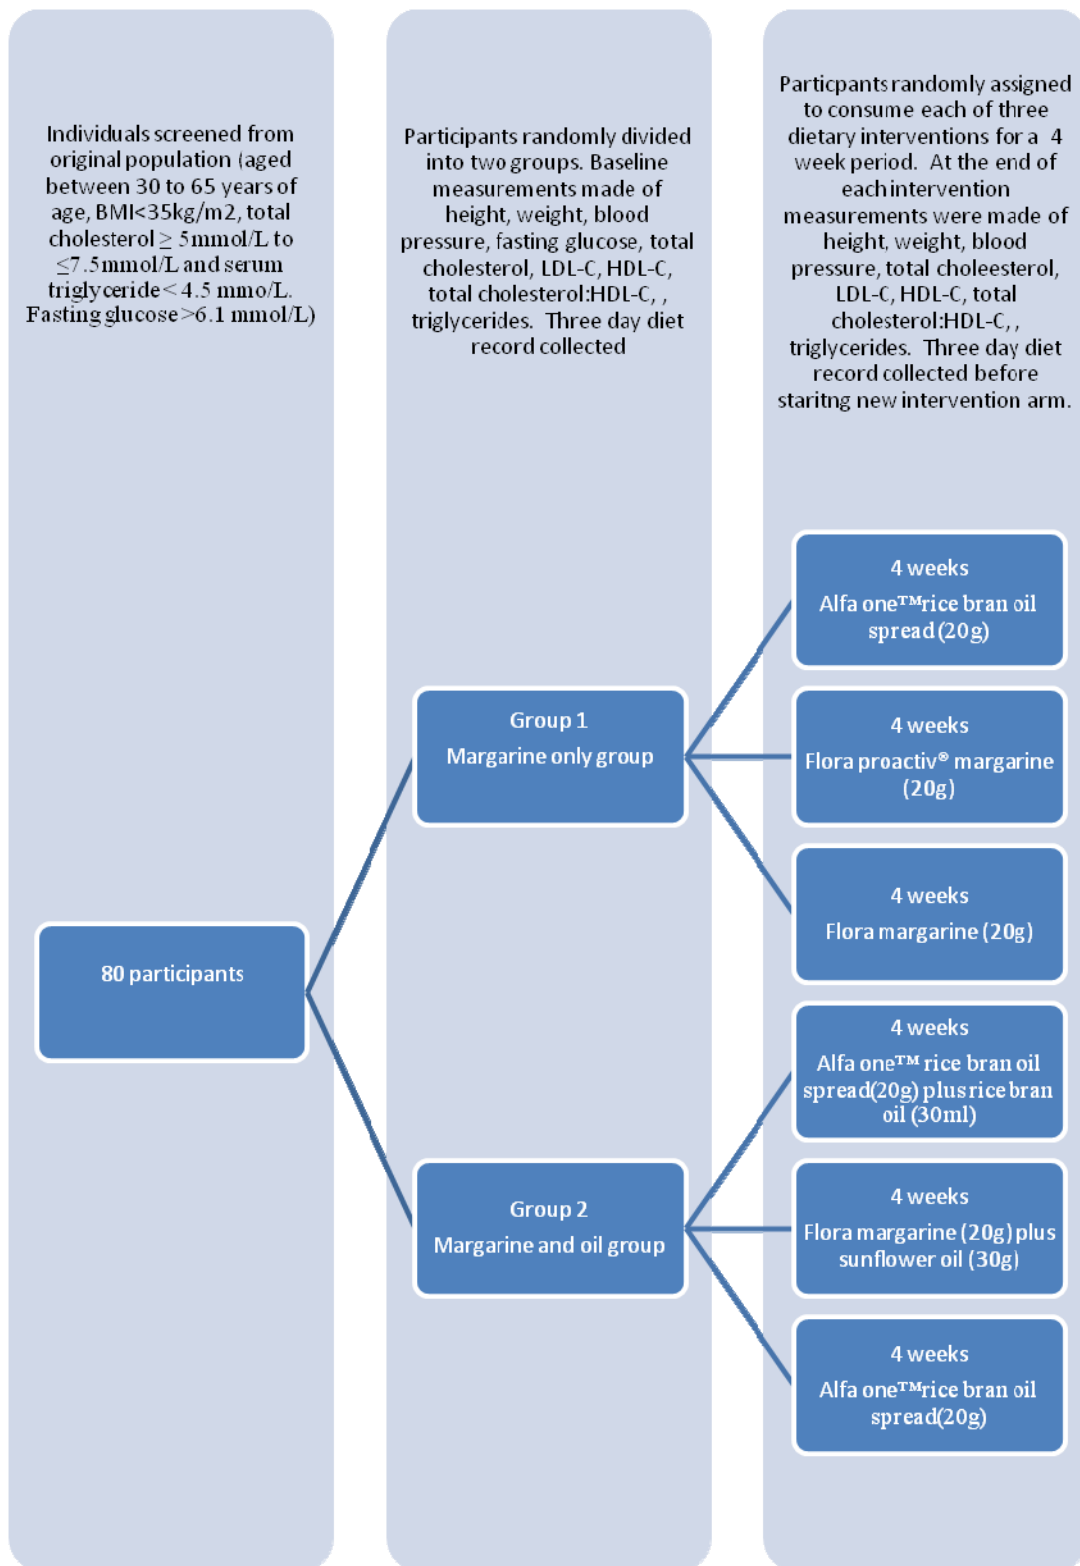 Individuals screened from
original population (aged
between 30 to 65 years of
age, BMI<35kg/m2, total
cholesterol ≥ 5mmol/L to
≤7.5mmol/L and serum
triglyceride< 4.5 mmo/L.
Fasting glucose>6.1 mmol/L)
80 participants
Participants randomly divided
into two groups. Baseline
measurements made of
height, weight, blood
pressure, fasting glucose, total
cholesterol, LDL-C, HDL-C,
total cholesterol:HDL-C, ,
triglycerides. Three day diet
record collected
Group 1
Margarine only group
Group 2
Margarine and oil group
Particpants randomly assigned
to consume each of three
dietary interventions for a 4
week period. At the end of
each intervention
measurements were made of
height, weight, blood
pressure, total choleesterol,
LDL-C, HDL-C, total
cholesterol:HDL-C, ,
triglycerides. Three day diet
record collected before
staritng new intervention arm.
4 weeks
Alfa one™rice bran oil
spread (20g)
4 weeks
Flora proactiv® margarine
(20g)
4 weeks
Flora margarine (20g)
4 weeks
Alfa one™ rice bran oil
spread(20g) plus rice bran
oil (30ml)
4 weeks
Flora margarine (20g) plus
sunflower oil (30g)
4 weeks
Alfa one™rice bran oil
spread(20g)